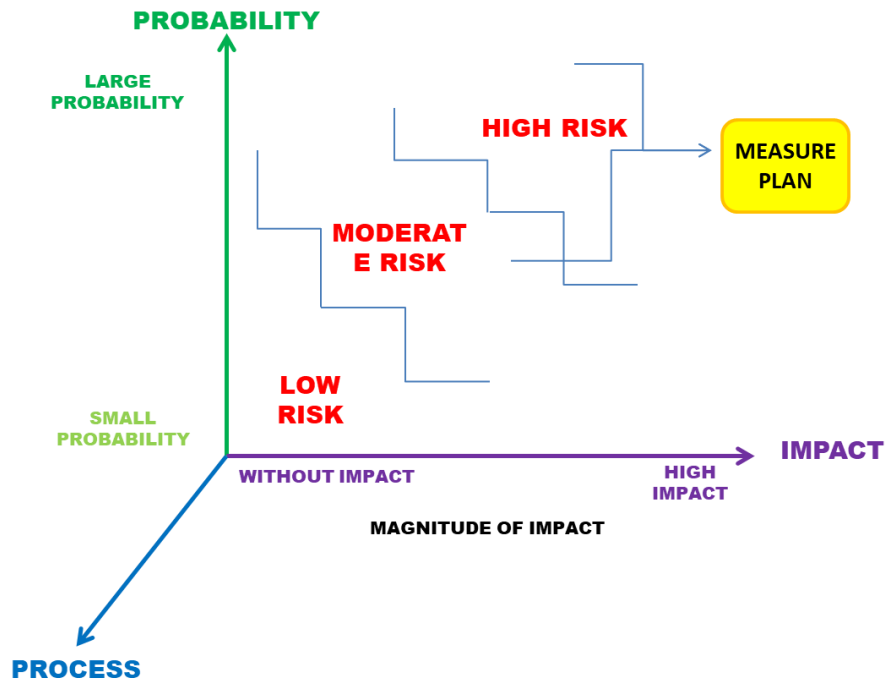 PROBABILITY
LARGE
PROBABILITY
HIGH RISK
MEASURE
PLAN
MODERAT
E RISK
LOW
RISK
SMALL
PROBABILITY
IMPACT
WITHOUT IMPACT
HIGH
IMPACT
MAGNITUDE OF IMPACT
PROCESS